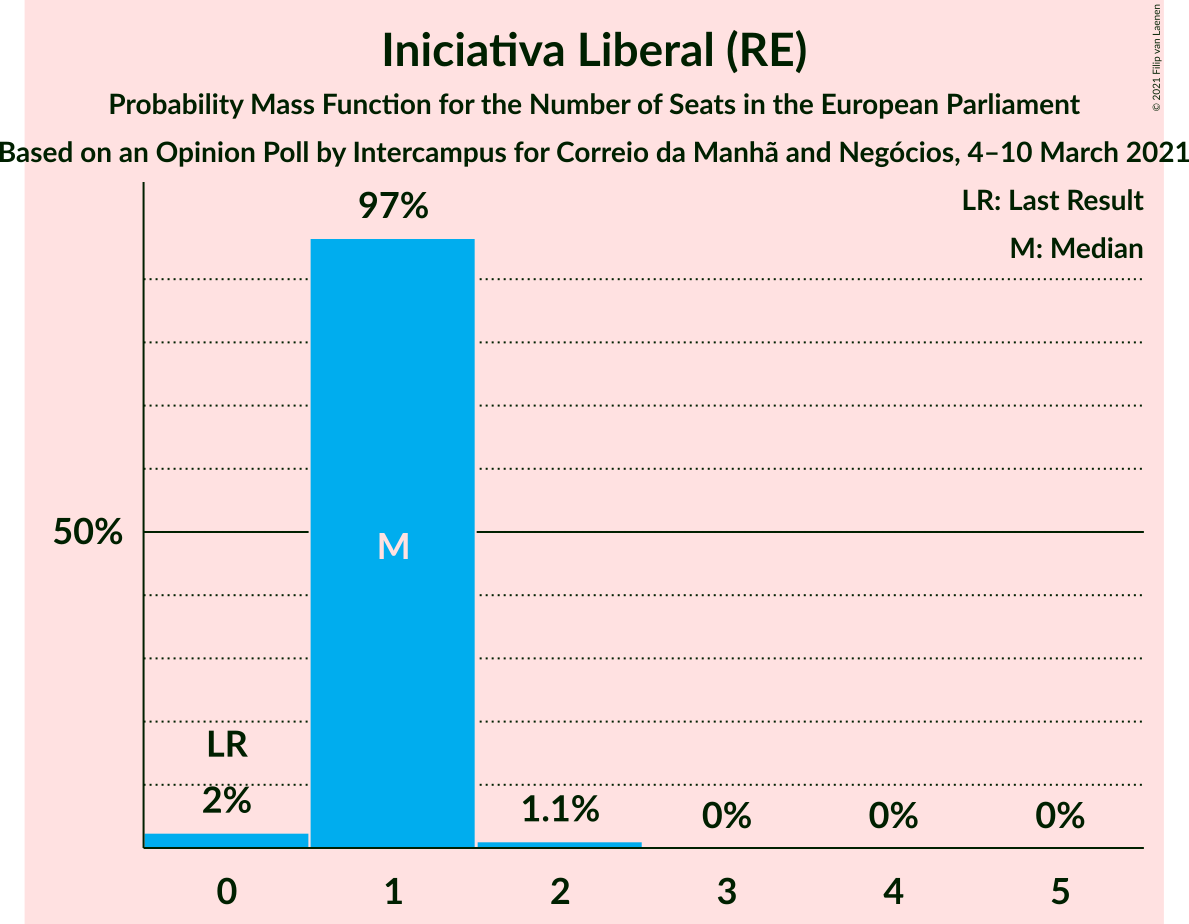 Iniciativa Liberal (RE)
Probability Mass Function for the Number of Seats in the European Parliament
Based on an Opinion Poll by Intercampus for Correio da Manhã and Negócios, 4–10 March 2021
© 2021 Filip van Laenen
LR: Last Result
M: Median
97%
50%
M
LR
2%
1.1%
0%
0%
0%
0
1
2
3
4
5